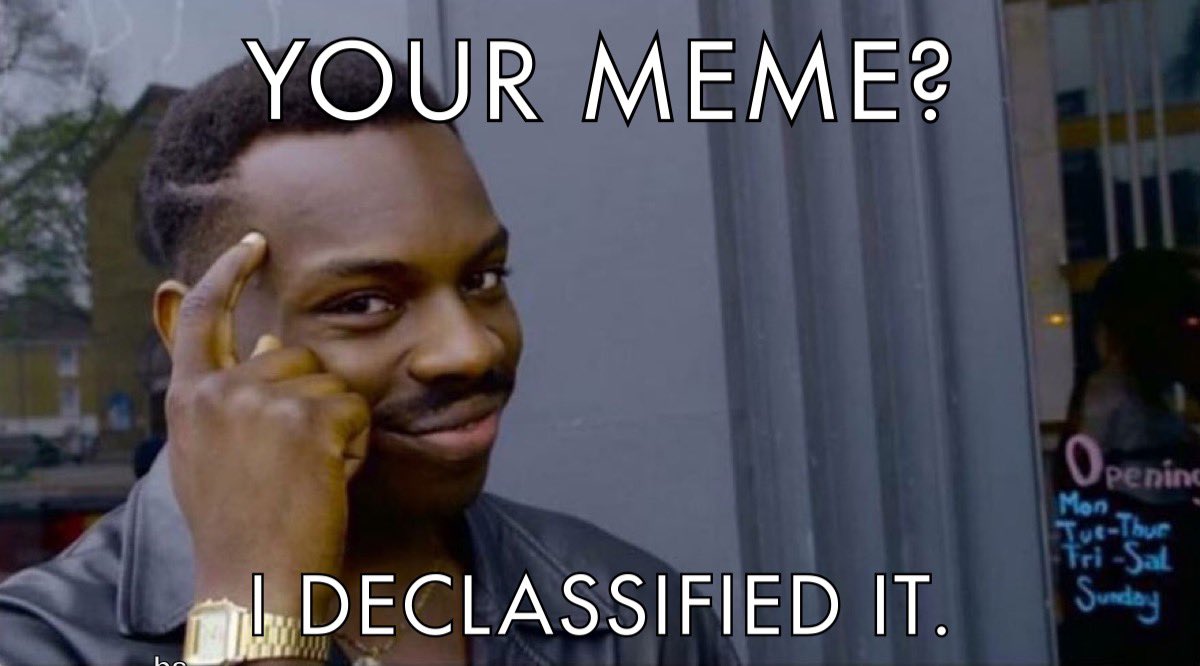 YOUR MEME?
Opening
Mon
Tue-Thur
Fri-Sat
Sunday
I DECLASSIFIED IT.